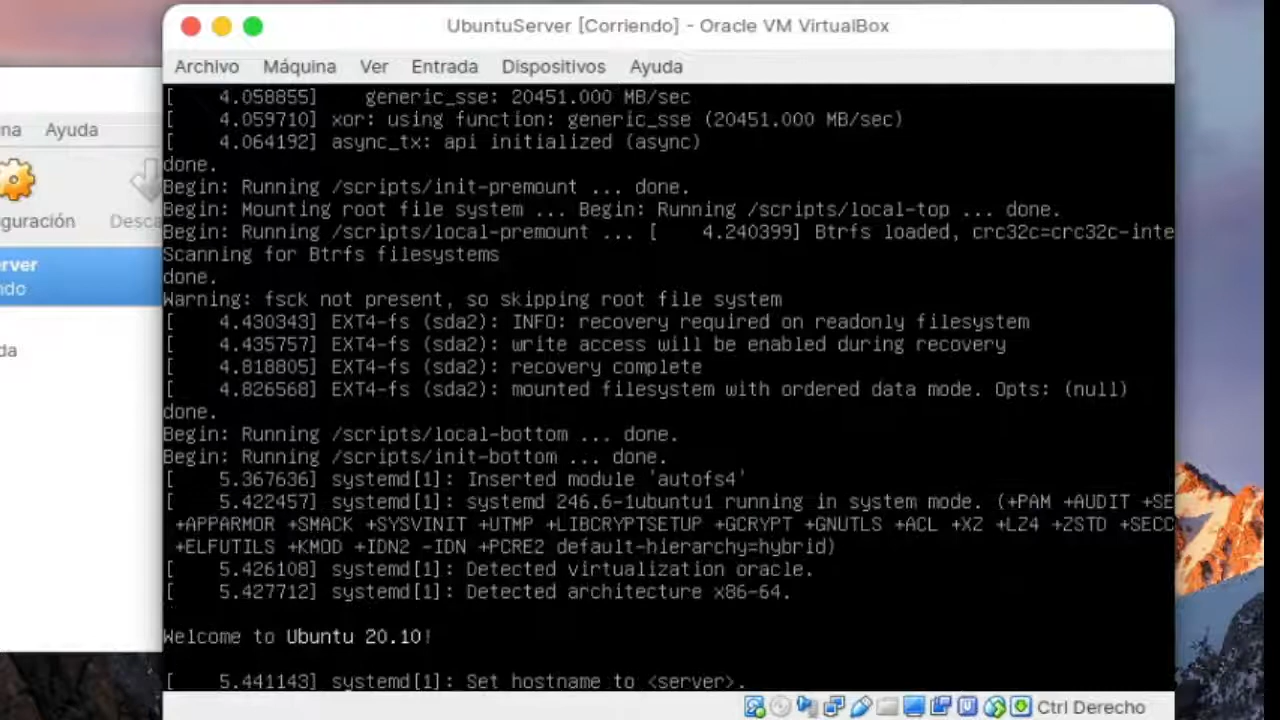 UbuntuServer [Corriendo] - Oracle VM VirtualBox
Archivo Máquina Ver Entrada Dispositivos Ayuda
Ayuda
[    4.058855]    generic_sse: 20451.000 MB/sec
[    4.059710] xor: using function: generic_sse (20451.000 MB/sec)
[    4.064192] async_tx: api initialized (async)
done.
Begin: Running /scripts/init-premount ... done.
Begin: Mounting root file system ... Begin: Running /scripts/local-top ... done.
Begin: Running /scripts/local-premount ... [    4.240399] Btrfs loaded, crc32c=crc32c-inte
Scanning for Btrfs filesystems
done.
Warning: fsck not present, so skipping root file system
[    4.430343] EXT4-fs (sda2): INFO: recovery required on readonly filesystem
[    4.435757] EXT4-fs (sda2): write access will be enabled during recovery
[    4.818805] EXT4-fs (sda2): recovery complete
[    4.826568] EXT4-fs (sda2): mounted filesystem with ordered data mode. Opts: (null)
done.
Begin: Running /scripts/local-bottom ... done.
Begin: Running /scripts/init-bottom ... done.
[    5.367636] systemd[1]: Inserted module 'autofs4'
[    5.422457] systemd[1]: systemd 246.6-1ubuntu1 running in system mode. (+PAM +AUDIT +SE
+APPARMOR +SMACK +SYSVINIT +UTMP +LIBCRYPTSETUP +GCRYPT +GNUTLS +ACL +XZ +LZ4 +ZSTD +SECC
+ELFUTILS +KMOD +IDN2 -IDN +PCRE2 default-hierarchy=hybrid)
[    5.426108] systemd[1]: Detected virtualization oracle.
[    5.427712] systemd[1]: Detected architecture x86-64.
Welcome to Ubuntu 20.10!
[    5.441143] systemd[1]: Set hostname to <server>.
Ctrl Derecho